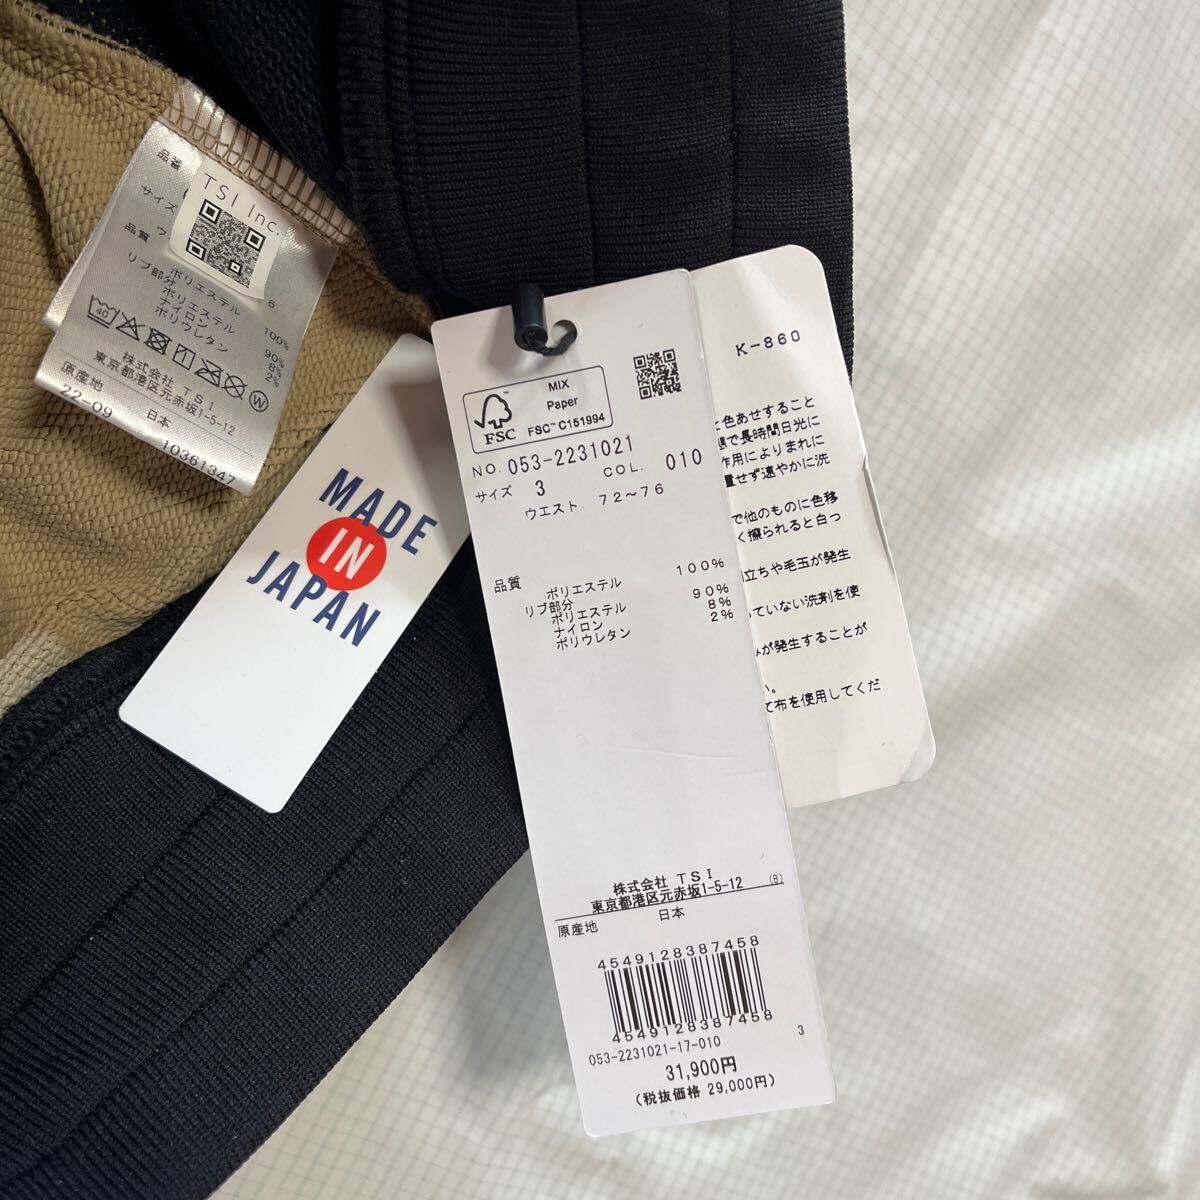 品番
TSI Inc.
サイズ
品質
ポリエステル 100%
リブ部分
ポリエステル 90%
ナイロン 8%
ポリウレタン 2%
40
株式会社 TSI
東京都港区元赤坂1-5-12
原産地 日本
22-09 10361347
MADE
IN
JAPAN
MIX
Paper
FSC™ C151994
FSC
NO. 053-2231021
COL. 010
サイズ 3
ウエスト 72~76
品質
ポリエステル 100%
リブ部分
ポリエステル 90%
ナイロン 8%
ポリウレタン 2%
株式会社 TSI
東京都港区元赤坂1-5-12 (B)
原産地 日本
4549128387458
4549128387458
053-2231021-17-010 3
31,900円
(税抜価格 29,000円)
K-860
色あせすること
で長時間日光に
作用によりまれに
せず速やかに洗
で他のものに色移
く擦られると白っ
立ちや毛玉が発生
ていない洗剤を使
が発生することが
い。
て布を使用してくだ